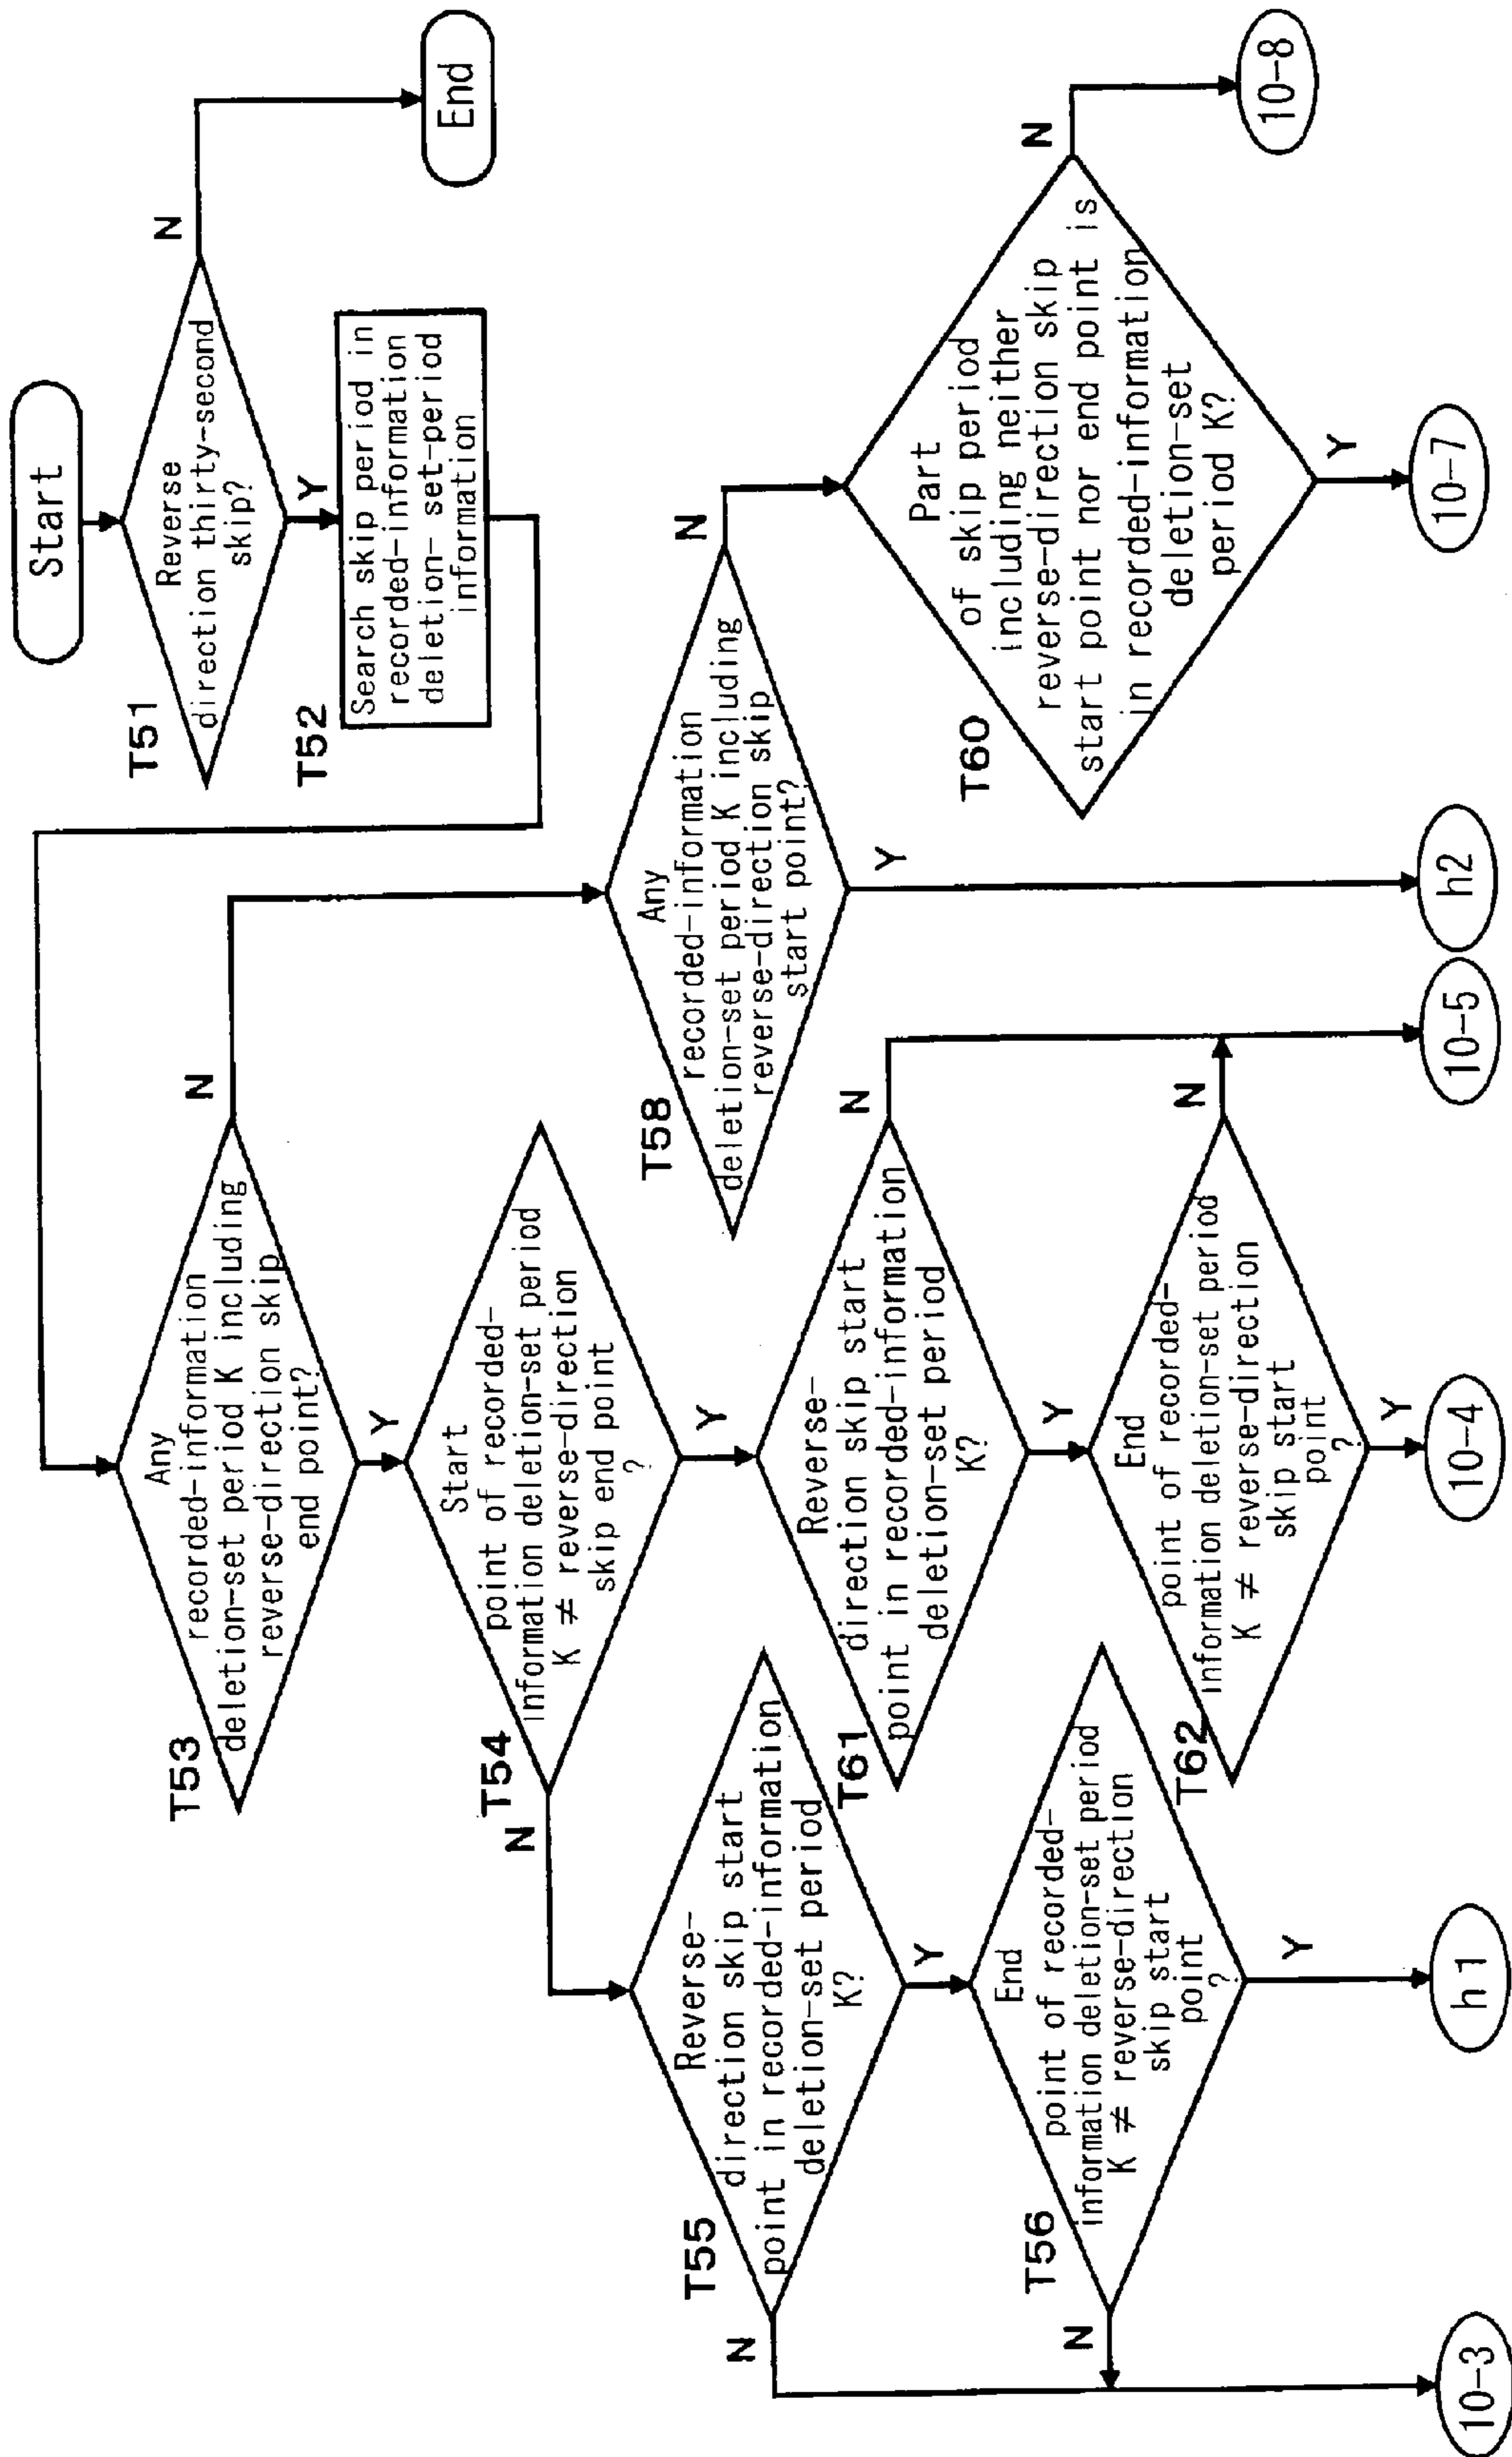 Start
T51
Reverse
direction thirty-second
skip?
N
End
Y
T52
Search skip period in
recorded-information
deletion- set-period
information
T53
Any
recorded-information
deletion-set period K including
reverse-direction skip
end point?
N
Y
T54
Start
point of recorded-
information deletion-set period
K ≠ reverse-direction
skip end point
?
N
Y
T58
Any
recorded-information
deletion-set period K including
reverse-direction skip
start point?
N
Y
T60
Part
of skip period
including neither
reverse-direction skip
start point nor end point is
in recorded-information
deletion-set
period K?
N
Y
T55
Reverse-
direction skip start
point in recorded-information
deletion-set period
K?
N
Y
T61
Reverse-
direction skip start
point in recorded-information
deletion-set period
K?
N
Y
T56
End
point of recorded-
information deletion-set period
K ≠ reverse-direction
skip start
point
?
N
Y
T62
End
point of recorded-
information deletion-set period
K ≠ reverse-direction
skip start
point
?
N
Y
10-3
h1
10-4
10-5
h2
10-7
10-8